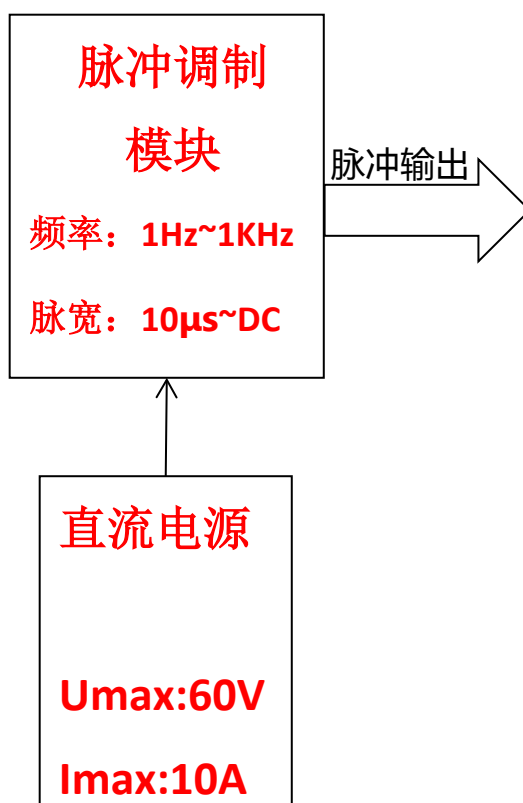 脉冲调制
模块
频率：1Hz~1KHz
脉宽：10μs~DC
脉冲输出
直流电源
Umax:60V
Imax:10A